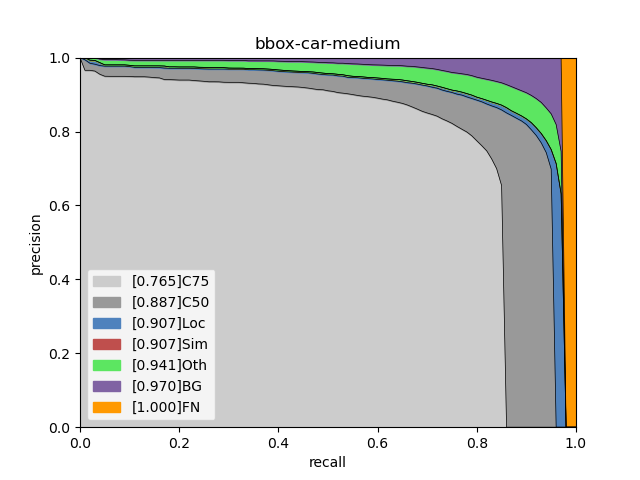 bbox-car-medium
1.0
0.8
0.6
0.4
0.2
0.0
precision
[0.765]C75
[0.887]C50
[0.907]Loc
[0.907]Sim
[0.941]Oth
[0.970]BG
[1.000]FN
0.0 0.2 0.4 0.6 0.8 1.0
recall